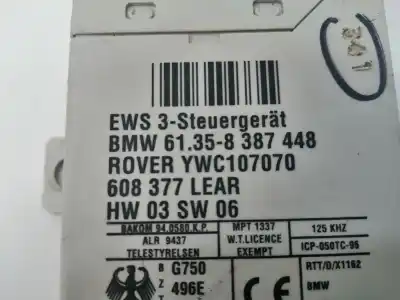 EWS 3-Steuergerät
BMW 61.35-8 387 448
ROVER YWC107070
608 377 LEAR
HW 03 SW 06
BAKOM 94.0580.K.P.
MPT 1337
125 KHZ
ALR 9437
W.T.LICENCE
ICP-050TC-96
TELESTYRELSEN
EXEMPT
B
G750
CE
RTT/D/X1162
Z
496E
BMW